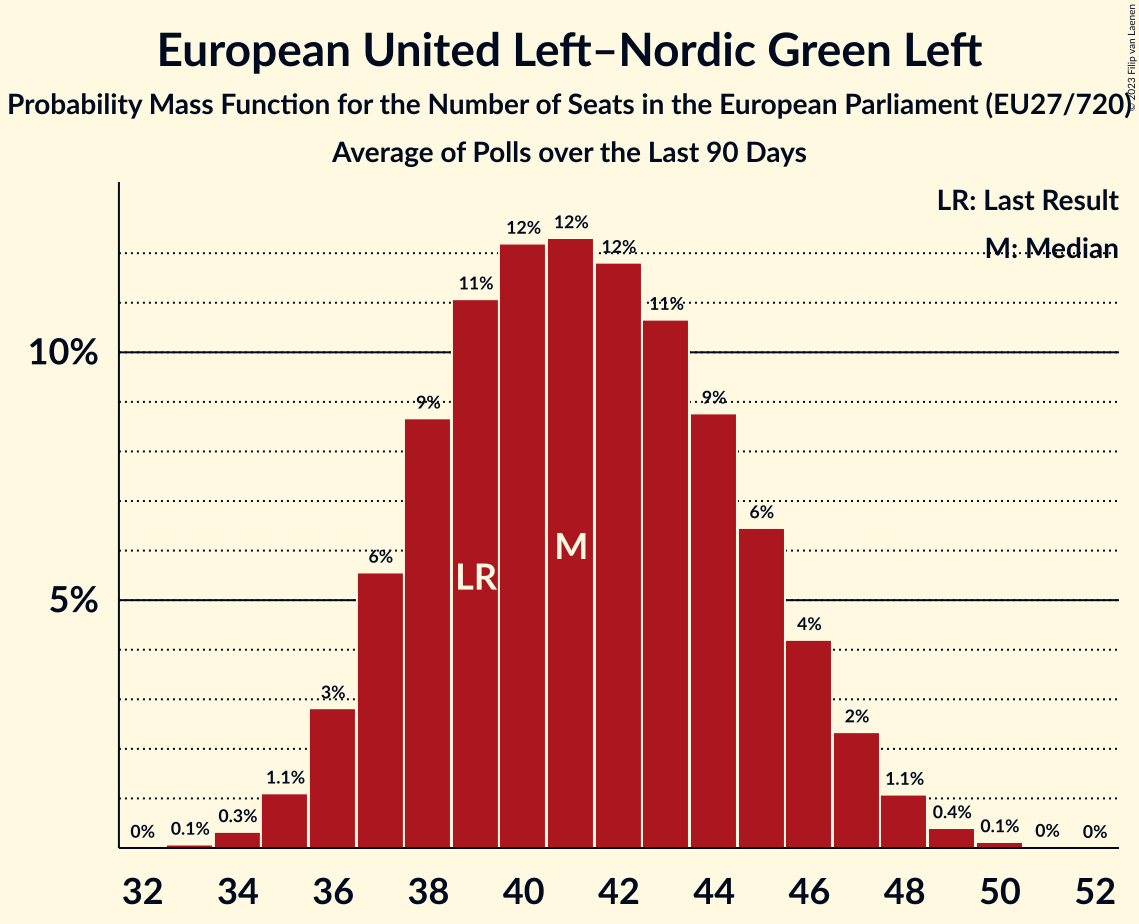 European United Left–Nordic Green Left
Probability Mass Function for the Number of Seats in the European Parliament (EU27/720)
Average of Polls over the Last 90 Days
© 2023 Filip van Laenen
LR: Last Result
M: Median
10%
5%
0%
0.1%
0.3%
1.1%
3%
6%
9%
11%
12%
12%
12%
11%
9%
6%
4%
2%
1.1%
0.4%
0.1%
0%
0%
LR
M
32 34 36 38 40 42 44 46 48 50 52